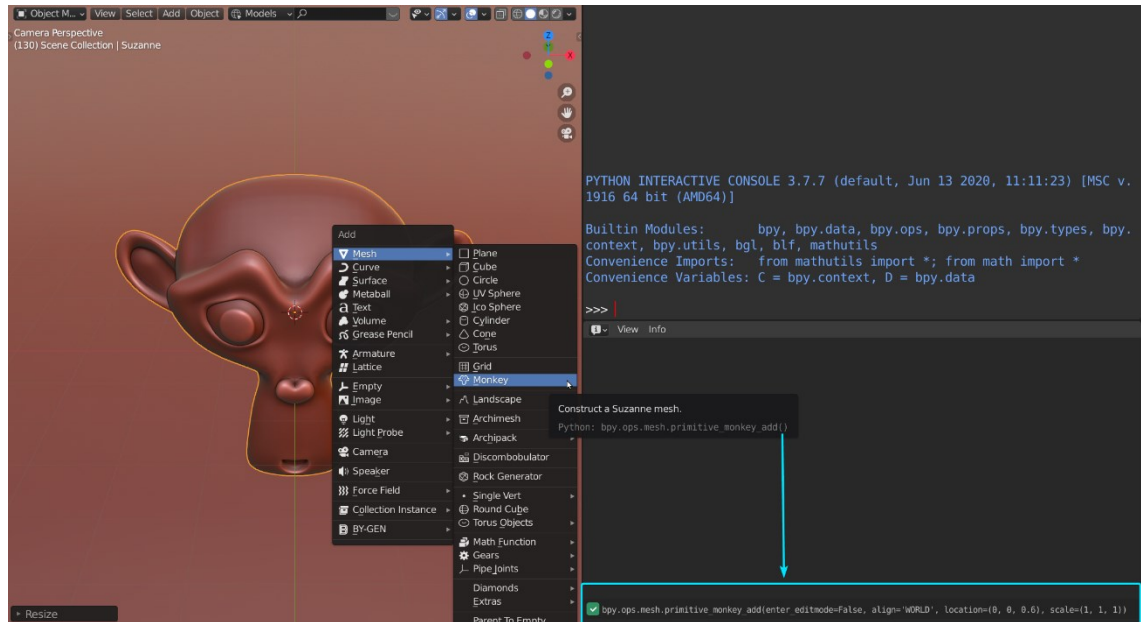 Object M...
View
Select
Add
Object
Models
Camera Perspective
(130) Scene Collection | Suzanne
Z
Y
X
Add
Mesh
Curve
Surface
Metaball
Text
Volume
Grease Pencil
Armature
Lattice
Empty
Image
Light
Light Probe
Camera
Speaker
Force Field
Collection Instance
BY-GEN
Plane
Cube
Circle
UV Sphere
Ico Sphere
Cylinder
Cone
Torus
Grid
Monkey
Landscape
Archimesh
Archipack
Discombobulator
Rock Generator
Single Vert
Round Cube
Torus Objects
Math Function
Gears
Pipe Joints
Diamonds
Extras
Parent To Empty
Construct a Suzanne mesh.
Python: bpy.ops.mesh.primitive_monkey_add()
Resize
PYTHON INTERACTIVE CONSOLE 3.7.7 (default, Jun 13 2020, 11:11:23) [MSC v.
1916 64 bit (AMD64)]
Builtin Modules: bpy, bpy.data, bpy.ops, bpy.props, bpy.types, bpy.
context, bpy.utils, bgl, blf, mathutils
Convenience Imports: from mathutils import *; from math import *
Convenience Variables: C = bpy.context, D = bpy.data
>>>
View
Info
bpy.ops.mesh.primitive_monkey_add(enter_editmode=False, align='WORLD', location=(0, 0, 0.6), scale=(1, 1, 1))